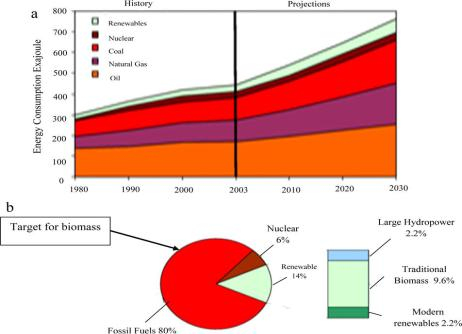 a
History
Projections
Energy Consumption Exajoule
800
700
600
500
400
300
200
100
0
Renewables
Nuclear
Coal
Natural Gas
Oil
1980
1990
2000
2003
2010
2020
2030
b
Target for biomass
Nuclear
6%
Renewable
14%
Fossil Fuels 80%
Large Hydropower
2.2%
Traditional
Biomass 9.6%
Modern
renewables 2.2%